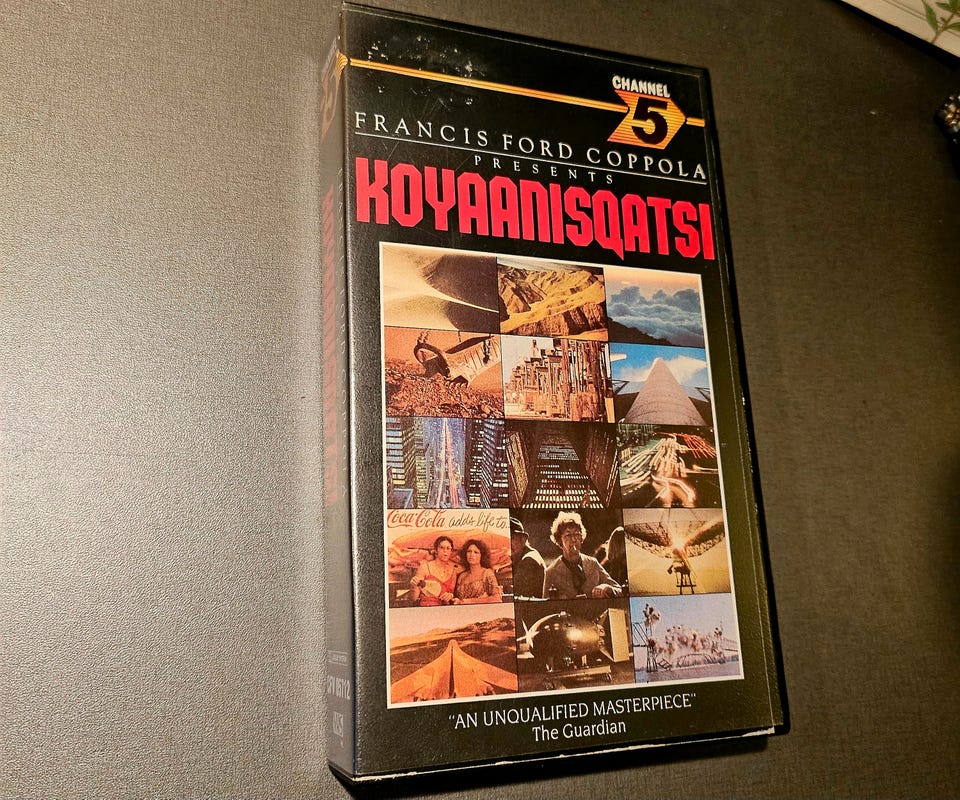 CHANNEL
5
FRANCIS FORD COPPOLA
PRESENTS
KOYAANISQATSI
Coca-Cola adds life to
"AN UNQUALIFIED MASTERPIECE"
The Guardian